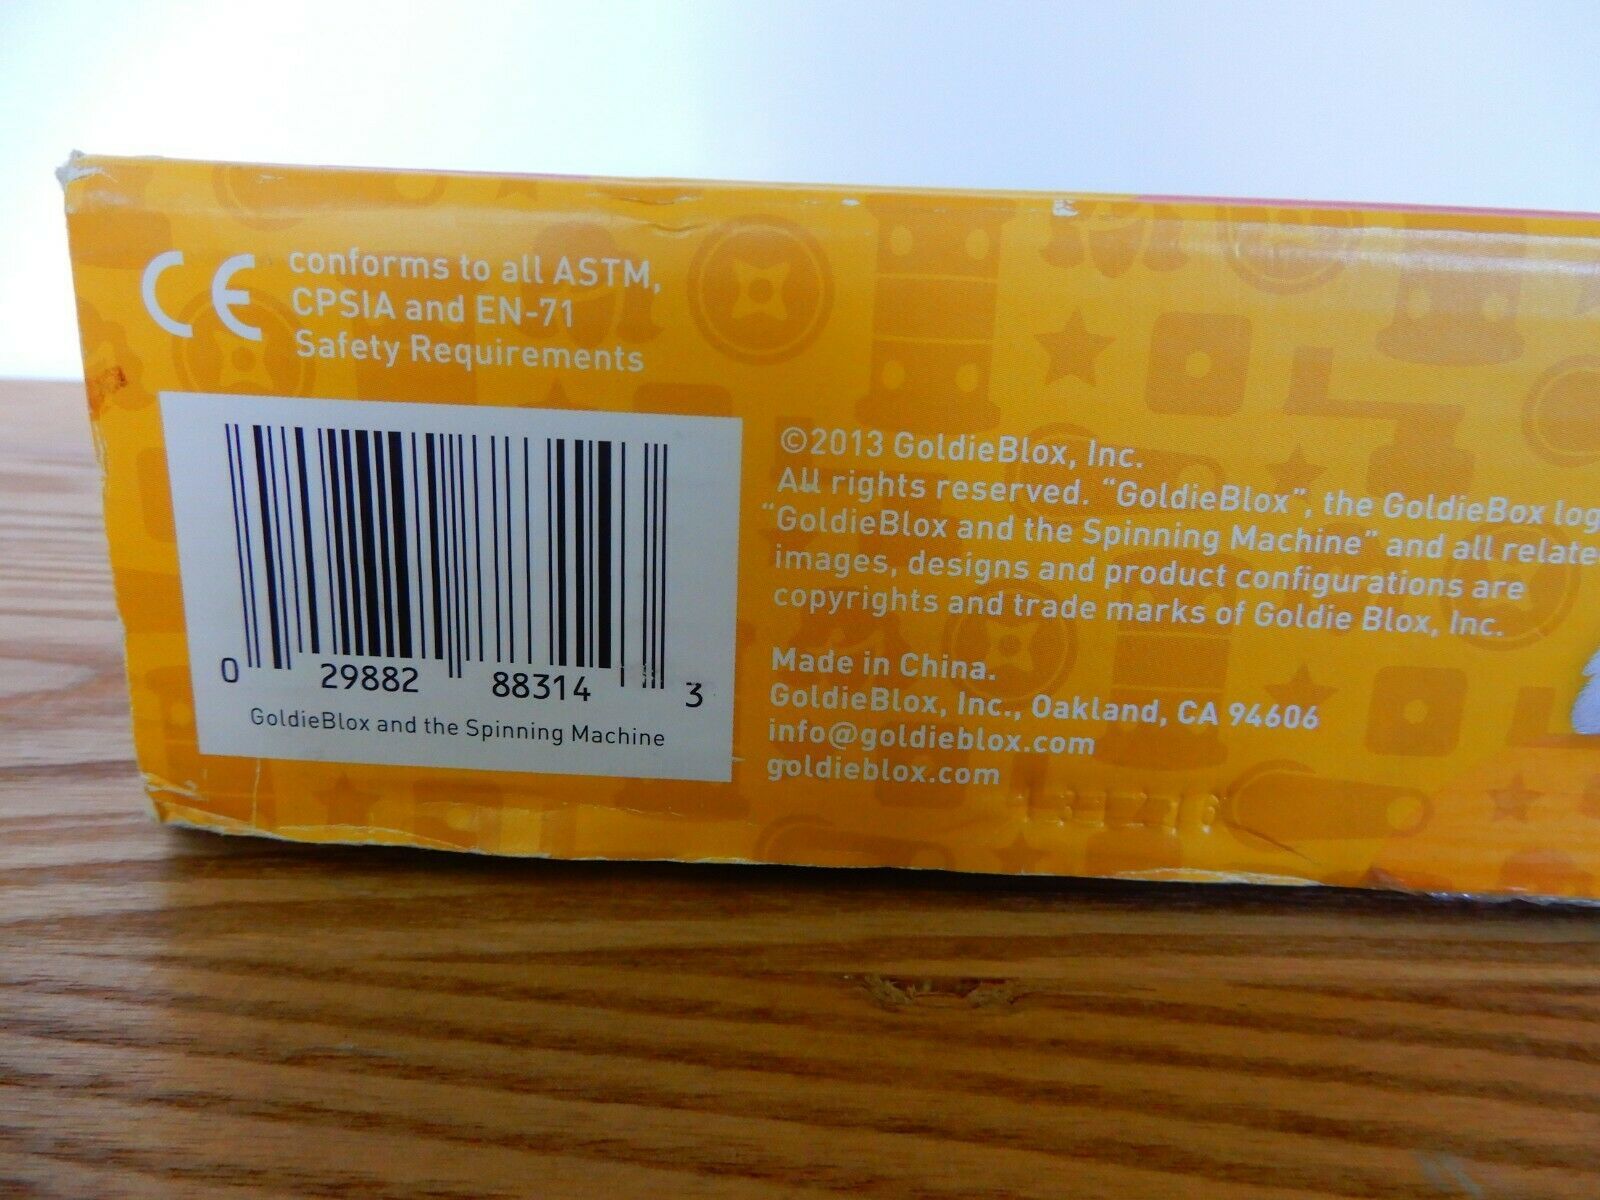 CE conforms to all ASTM,
CPSIA and EN-71
Safety Requirements
0 29882 88314 3
GoldieBlox and the Spinning Machine
©2013 GoldieBlox, Inc.
All rights reserved. “GoldieBlox”, the GoldieBox log
“GoldieBlox and the Spinning Machine” and all relate
images, designs and product configurations are
copyrights and trade marks of Goldie Blox, Inc.
Made in China.
GoldieBlox, Inc., Oakland, CA 94606
info@goldieblox.com
goldieblox.com